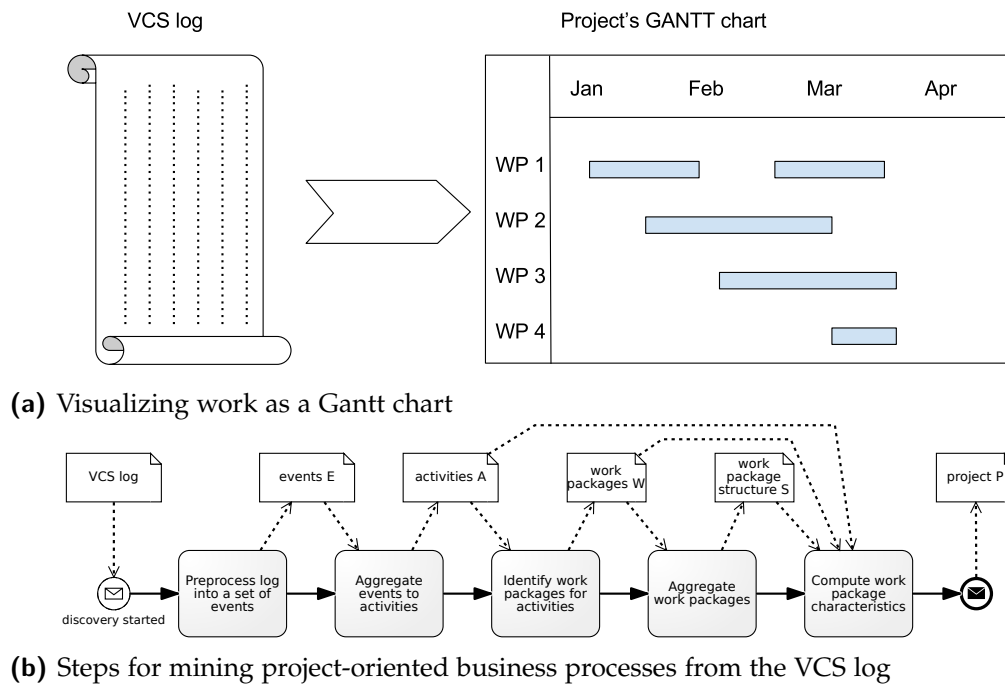 VCS log
Project's GANTT chart
Jan Feb Mar Apr
WP 1
WP 2
WP 3
WP 4
(a) Visualizing work as a Gantt chart
VCS log
events E
activities A
work
packages W
work
package
structure S
project P
Preprocess log
into a set of
events
Aggregate
events to
activities
Identify work
packages for
activities
Aggregate
work packages
Compute work
package
characteristics
discovery started
(b) Steps for mining project-oriented business processes from the VCS log